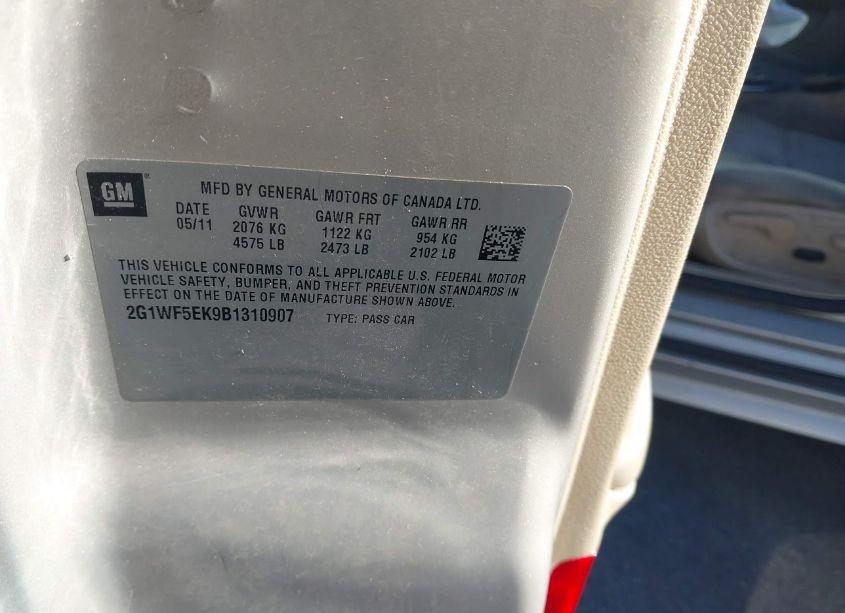 GM
MFD BY GENERAL MOTORS OF CANADA LTD.
DATE GVWR GAWR FRT GAWR RR
05/11 2076 KG 1122 KG 954 KG
4575 LB 2473 LB 2102 LB
THIS VEHICLE CONFORMS TO ALL APPLICABLE U.S. FEDERAL MOTOR
VEHICLE SAFETY, BUMPER, AND THEFT PREVENTION STANDARDS IN
EFFECT ON THE DATE OF MANUFACTURE SHOWN ABOVE.
2G1WF5EK9B1310907 TYPE: PASS CAR